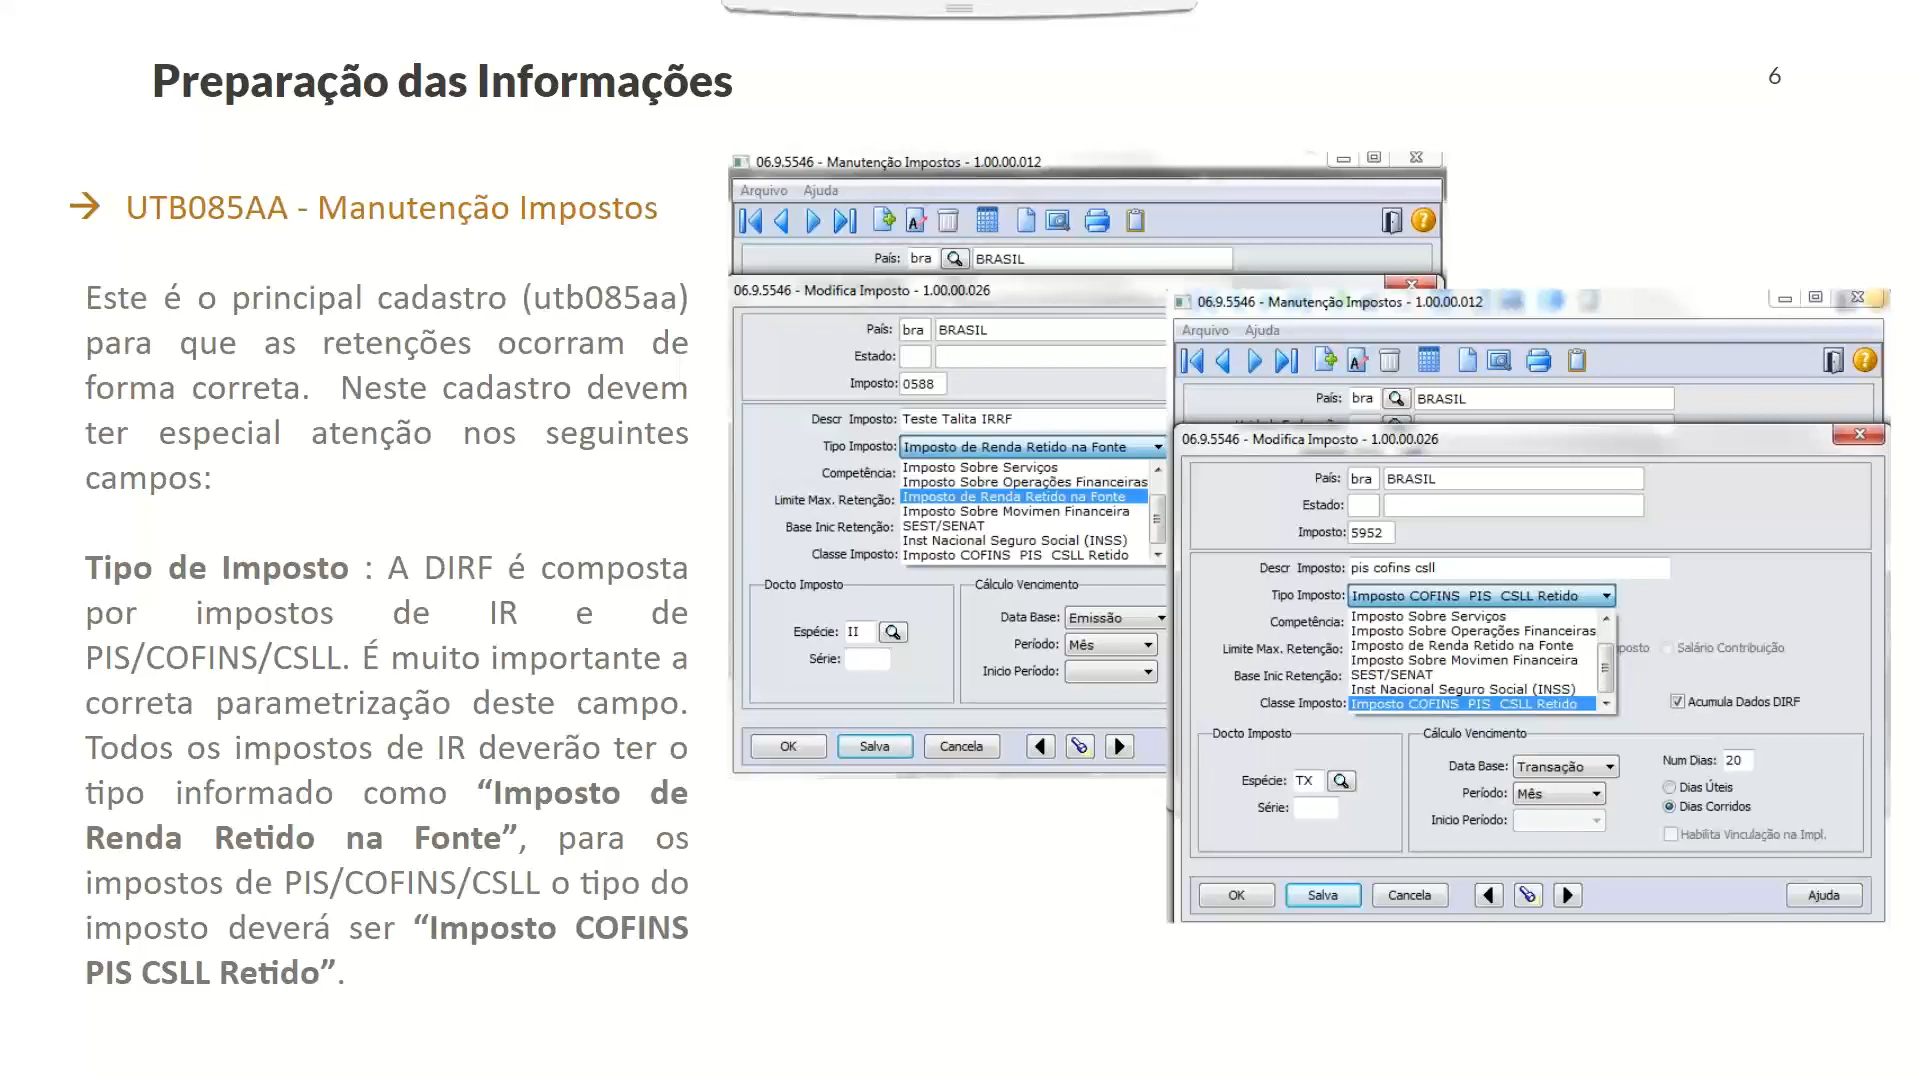 Preparação das Informações
6
→ UTB085AA - Manutenção Impostos
Este é o principal cadastro (utb085aa)
para que as retenções ocorram de
forma correta. Neste cadastro devem
ter especial atenção nos seguintes
campos:
Tipo de Imposto : A DIRF é composta
por impostos de IR e de
PIS/COFINS/CSLL. É muito importante a
correta parametrização deste campo.
Todos os impostos de IR deverão ter o
tipo informado como “Imposto de
Renda Retido na Fonte”, para os
impostos de PIS/COFINS/CSLL o tipo do
imposto deverá ser “Imposto COFINS
PIS CSLL Retido”.
06.9.5546 - Manutenção Impostos - 1.00.00.012
Arquivo Ajuda
País: bra BRASIL
06.9.5546 - Modifica Imposto - 1.00.00.026
País: bra BRASIL
Estado:
Imposto: 0588
Descr Imposto: Teste Talita IRRF
Tipo Imposto: Imposto de Renda Retido na Fonte
Competência:
Imposto Sobre Serviços
Imposto Sobre Operações Financeiras
Limite Max. Retenção:
Imposto de Renda Retido na Fonte
Imposto Sobre Movimen Financeira
Base Inic Retenção:
SEST/SENAT
Inst Nacional Seguro Social (INSS)
Classe Imposto:
Imposto COFINS PIS CSLL Retido
Docto Imposto
Espécie: II
Série:
Cálculo Vencimento
Data Base: Emissão
Período: Mês
Inicio Período:
OK Salva Cancela
06.9.5546 - Manutenção Impostos - 1.00.00.012
Arquivo Ajuda
País: bra BRASIL
06.9.5546 - Modifica Imposto - 1.00.00.026
País: bra BRASIL
Estado:
Imposto: 5952
Descr Imposto: pis cofins csll
Tipo Imposto: Imposto COFINS PIS CSLL Retido
Competência:
Imposto Sobre Serviços
Imposto Sobre Operações Financeiras
Limite Max. Retenção:
Imposto de Renda Retido na Fonte
posto Salário Contribuição
Imposto Sobre Movimen Financeira
Base Inic Retenção:
SEST/SENAT
Inst Nacional Seguro Social (INSS)
Classe Imposto:
Imposto COFINS PIS CSLL Retido
Acumula Dados DIRF
Docto Imposto
Espécie: TX
Série:
Cálculo Vencimento
Data Base: Transação
Período: Mês
Inicio Período:
Num Dias: 20
Dias Úteis
Dias Corridos
Habilita Vinculação na Impl.
OK Salva Cancela Ajuda